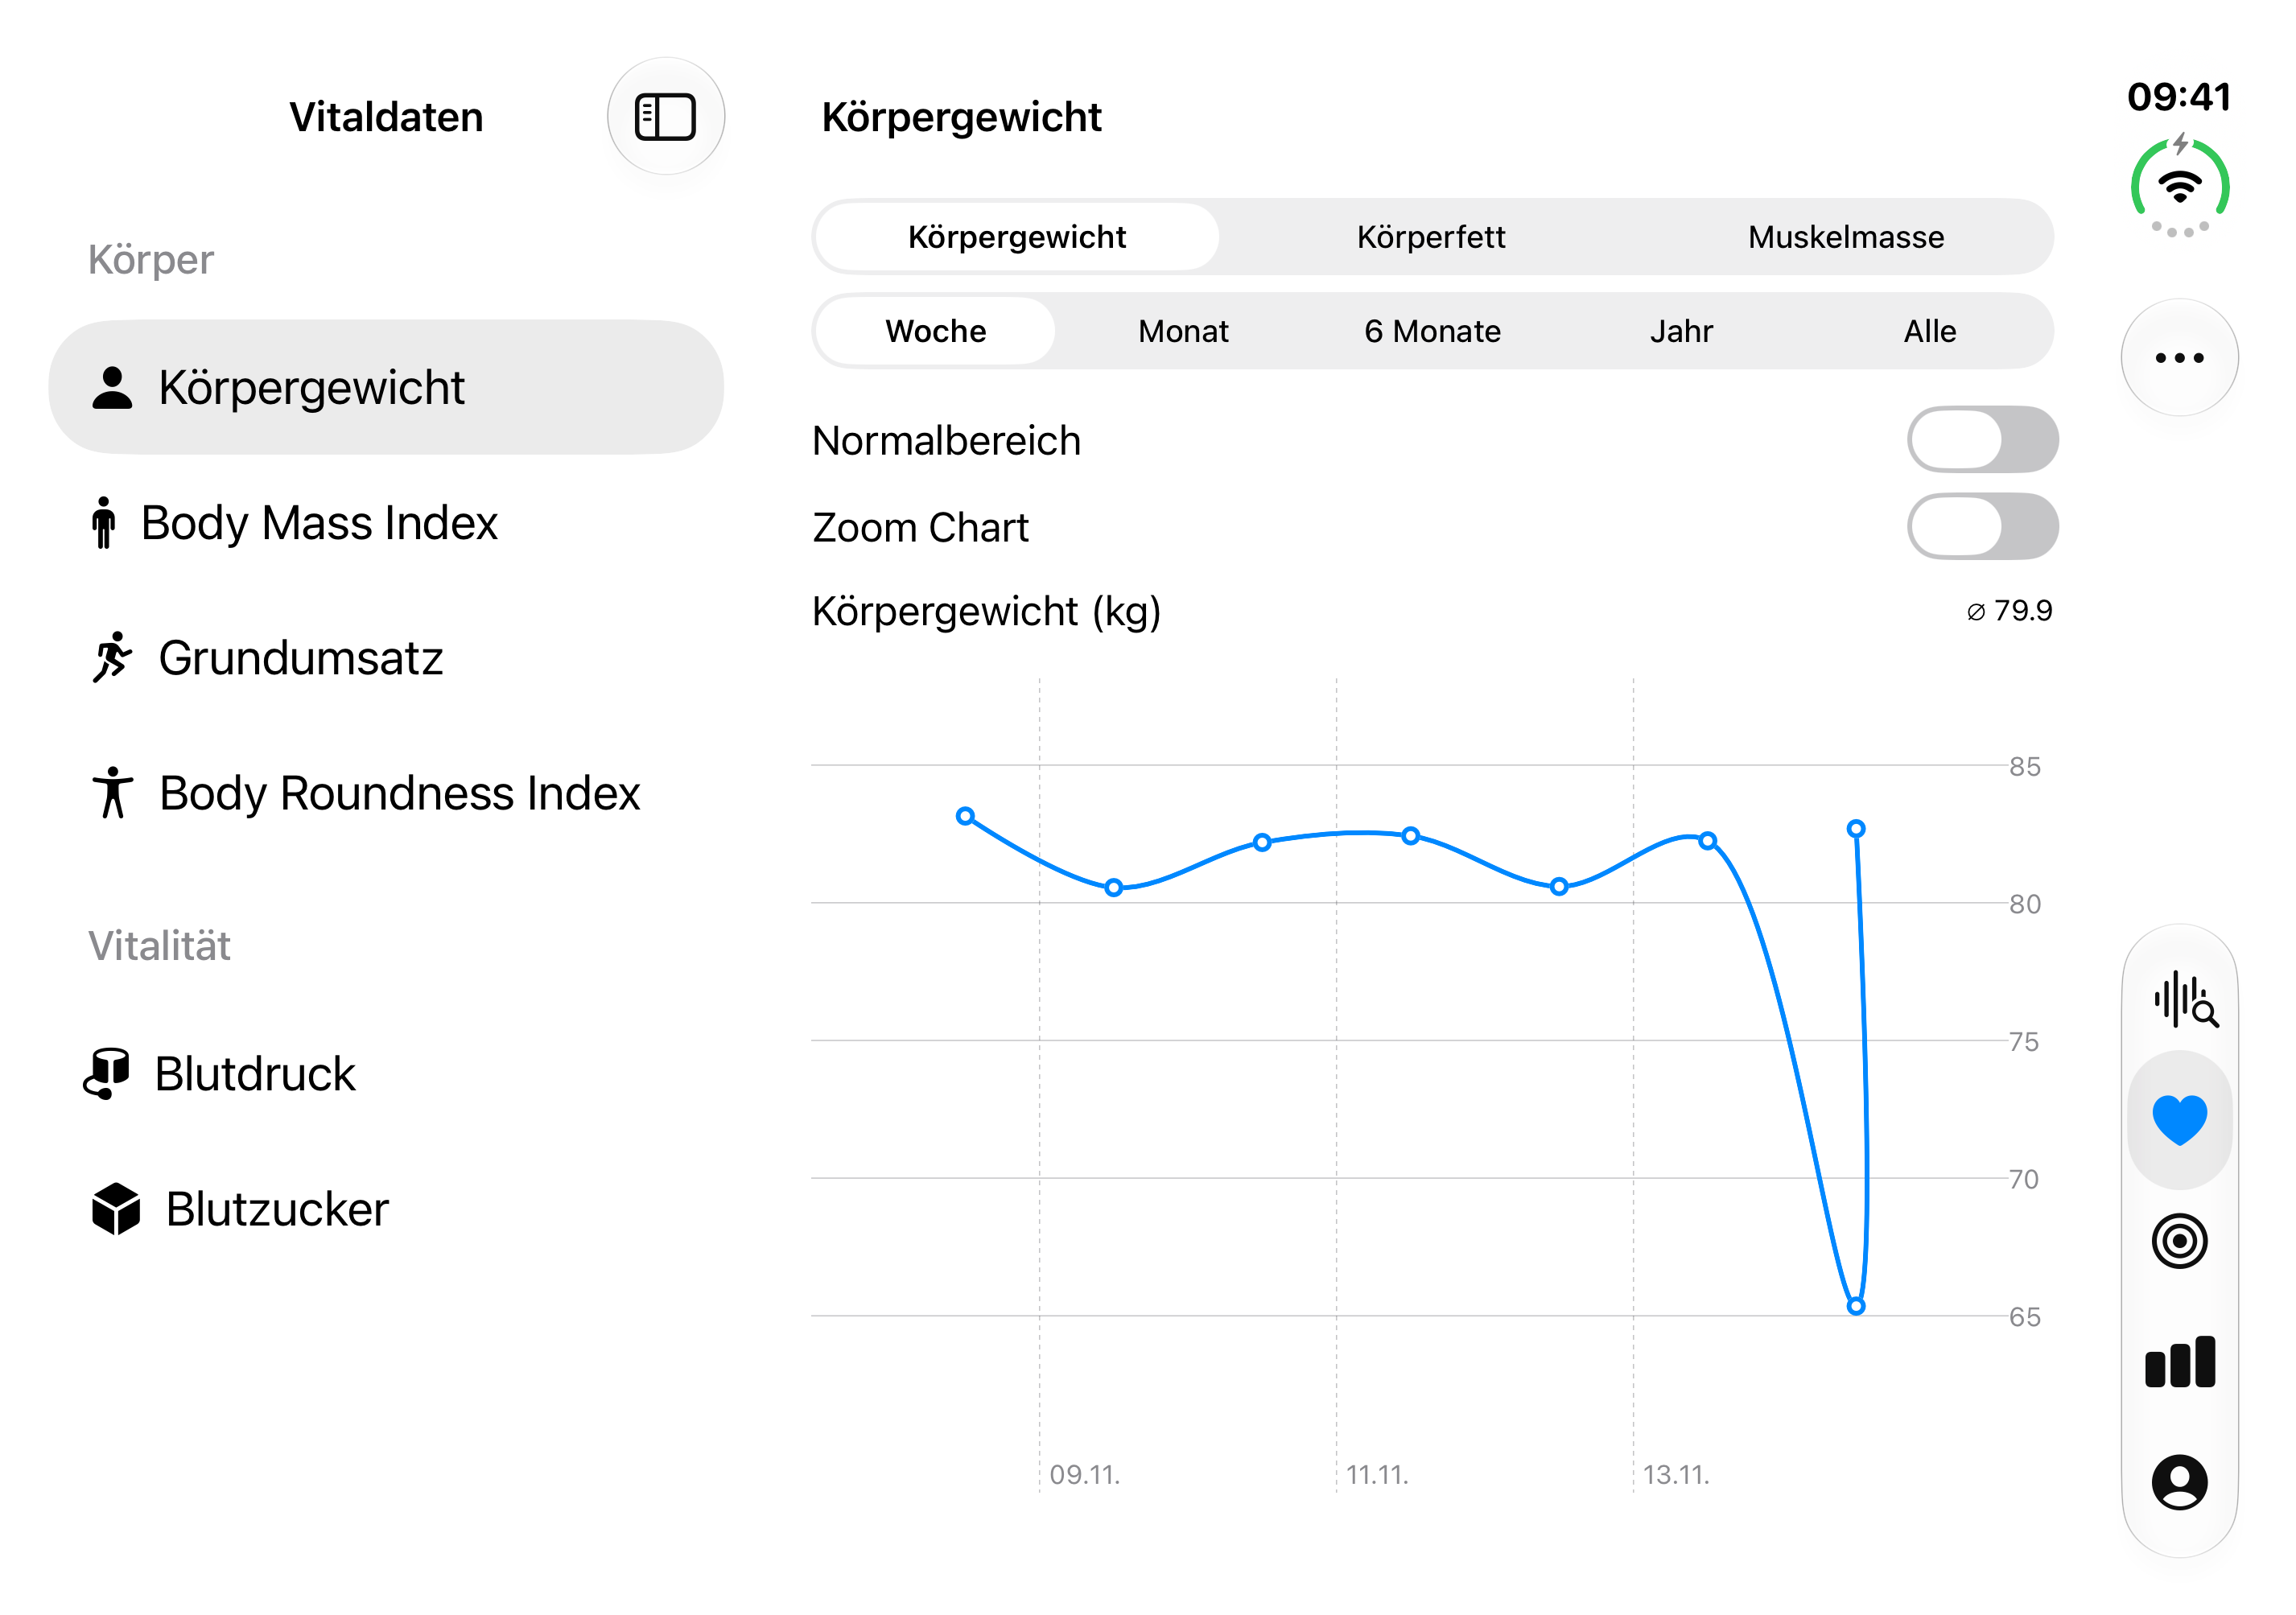 Vitaldaten
Körper
Körpergewicht
Body Mass Index
Grundumsatz
Body Roundness Index
Vitalität
Blutdruck
Blutzucker
Körpergewicht
Körpergewicht Körperfett Muskelmasse
Woche Monat 6 Monate Jahr Alle
Normalbereich
Zoom Chart
Körpergewicht (kg) ⌀ 79.9
85
80
75
70
65
09.11. 11.11. 13.11.
09:41